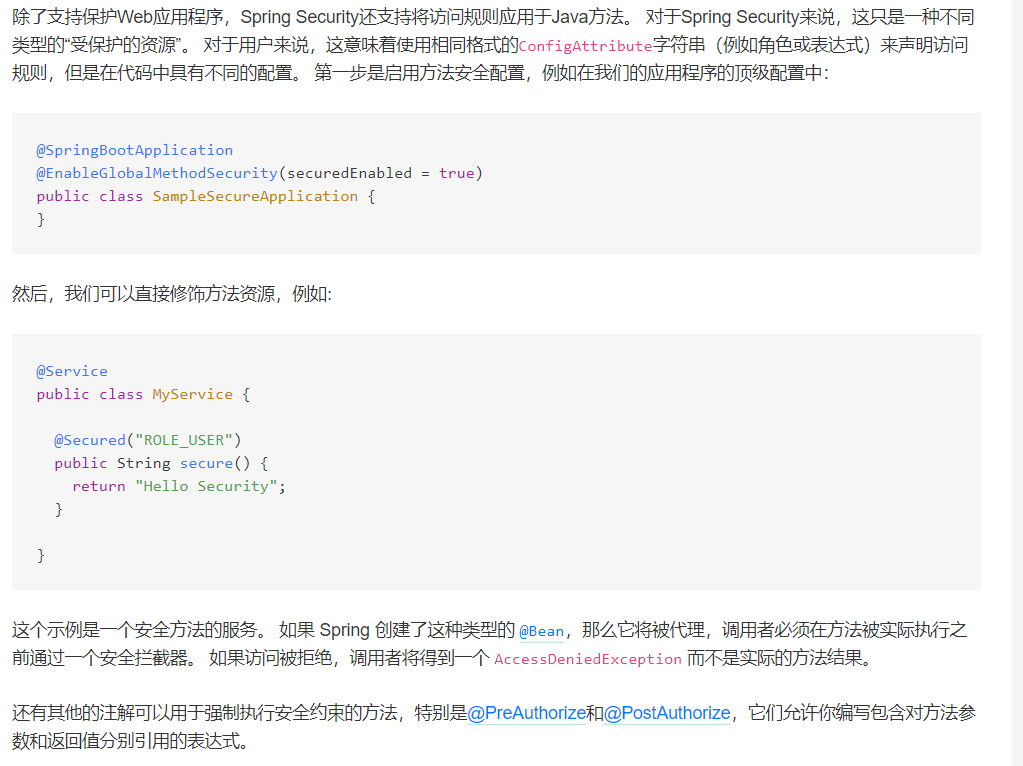 除了支持保护Web应用程序，Spring Security还支持将访问规则应用于Java方法。 对于Spring Security来说，这只是一种不同
类型的“受保护的资源”。 对于用户来说，这意味着使用相同格式的ConfigAttribute字符串（例如角色或表达式）来声明访问
规则，但是在代码中具有不同的配置。 第一步是启用方法安全配置，例如在我们的应用程序的顶级配置中：
@SpringBootApplication
@EnableGlobalMethodSecurity(securedEnabled = true)
public class SampleSecureApplication {
}
然后，我们可以直接修饰方法资源，例如:
@Service
public class MyService {
@Secured("ROLE_USER")
public String secure() {
return "Hello Security";
}
}
这个示例是一个安全方法的服务。 如果 Spring 创建了这种类型的 @Bean，那么它将被代理，调用者必须在方法被实际执行之
前通过一个安全拦截器。 如果访问被拒绝，调用者将得到一个 AccessDeniedException 而不是实际的方法结果。
还有其他的注解可以用于强制执行安全约束的方法，特别是@PreAuthorize和@PostAuthorize，它们允许你编写包含对方法参
数和返回值分别引用的表达式。